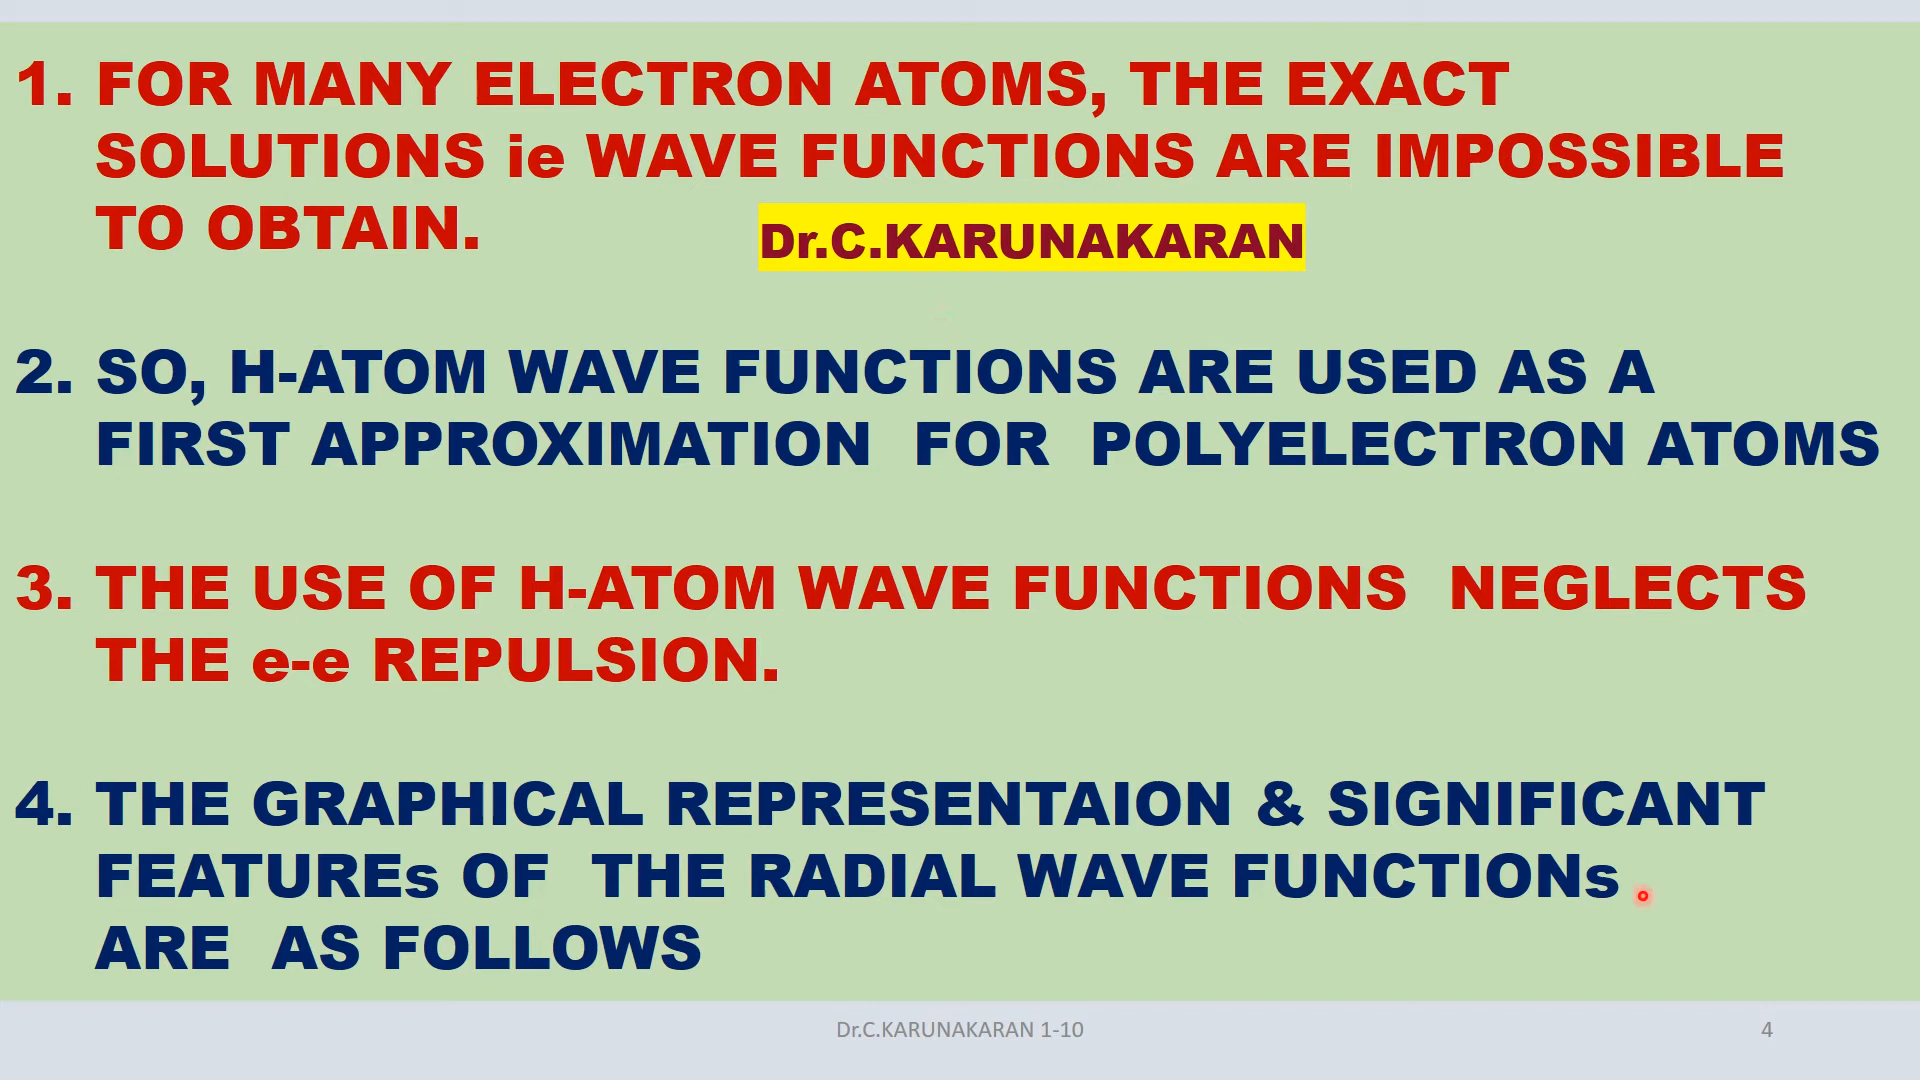 1. FOR MANY ELECTRON ATOMS, THE EXACT
SOLUTIONS ie WAVE FUNCTIONS ARE IMPOSSIBLE
TO OBTAIN.
Dr.C.KARUNAKARAN
2. SO, H-ATOM WAVE FUNCTIONS ARE USED AS A
FIRST APPROXIMATION FOR POLYELECTRON ATOMS
3. THE USE OF H-ATOM WAVE FUNCTIONS NEGLECTS
THE e-e REPULSION.
4. THE GRAPHICAL REPRESENTAION & SIGNIFICANT
FEATUREs OF THE RADIAL WAVE FUNCTIONs
ARE AS FOLLOWS
Dr.C.KARUNAKARAN 1-10
4